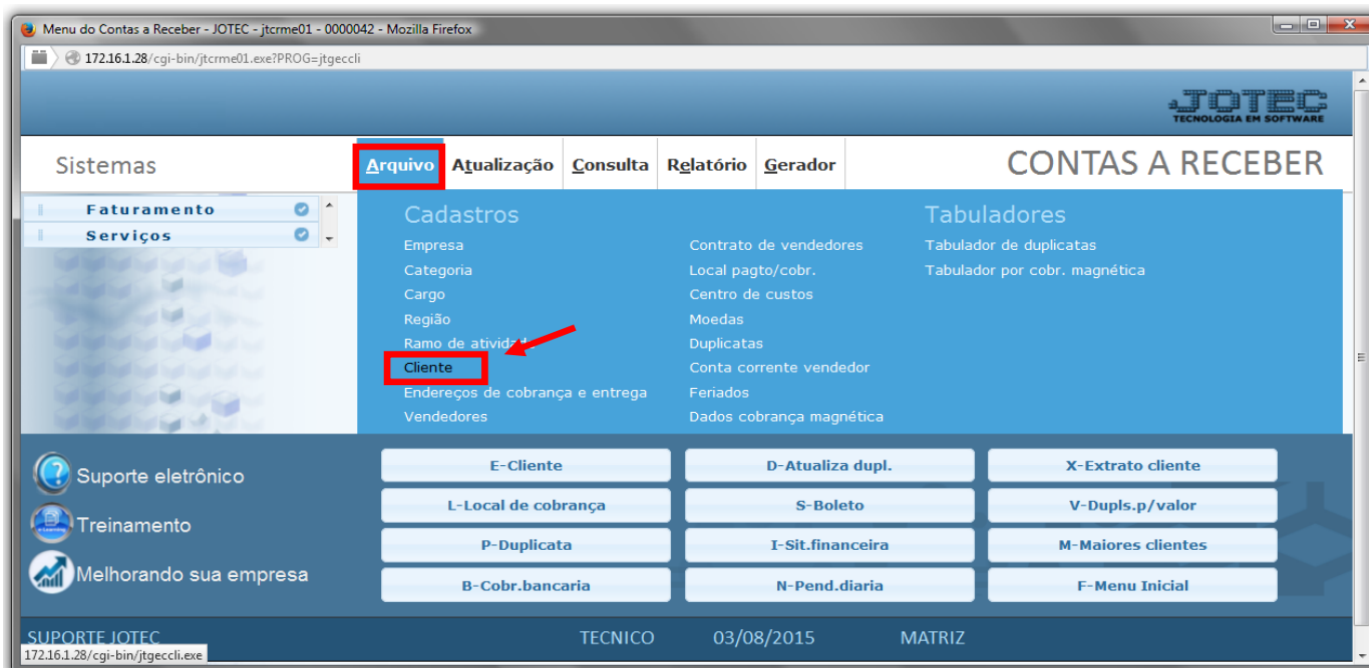 Menu do Contas a Receber - JOTEC - jtcrme01 - 0000042 - Mozilla Firefox
172.16.1.28/cgi-bin/jtcrme01.exe?PROG=jtgeccli
JOTEC
TECNOLOGIA EM SOFTWARE
Sistemas
Arquivo Atualização Consulta Relatório Gerador
CONTAS A RECEBER
Faturamento
Serviços
Cadastros
Empresa
Categoria
Cargo
Região
Ramo de atividad
Cliente
Endereços de cobrança e entrega
Vendedores
Contrato de vendedores
Local pagto/cobr.
Centro de custos
Moedas
Duplicatas
Conta corrente vendedor
Feriados
Dados cobrança magnética
Tabuladores
Tabulador de duplicatas
Tabulador por cobr. magnética
Suporte eletrônico
Treinamento
Melhorando sua empresa
E-Cliente D-Atualiza dupl. X-Extrato cliente
L-Local de cobrança S-Boleto V-Dupls.p/valor
P-Duplicata I-Sit.financeira M-Maiores clientes
B-Cobr.bancaria N-Pend.diaria F-Menu Inicial
SUPORTE JOTEC TECNICO 03/08/2015 MATRIZ
172.16.1.28/cgi-bin/jtgeccli.exe